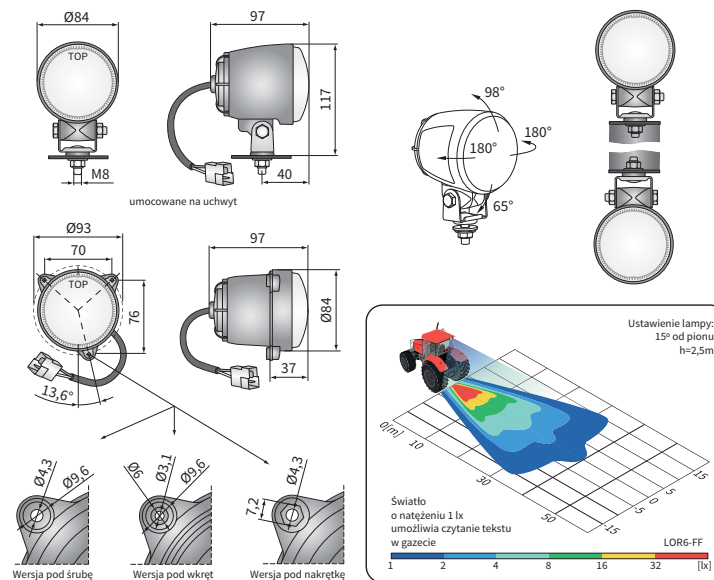 Ø84
TOP
M8
97
117
40
umocowane na uchwyt
98°
180°
180°
65°
Ø93
70
TOP
76
13,6°
97
Ø84
37
Ø4,3
Ø9,6
Wersja pod śrubę
Ø6
Ø3,1
Ø9,6
Wersja pod wkręt
Ø4,3
7,2
Wersja pod nakrętkę
Ustawienie lampy:
15º od pionu
h=2,5m
0[m]
10
30
50
-15
-5
0
5
15
Światło
o natężeniu 1 lx
umożliwia czytanie tekstu
w gazecie
LOR6-FF
1 2 4 8 16 32 [lx]